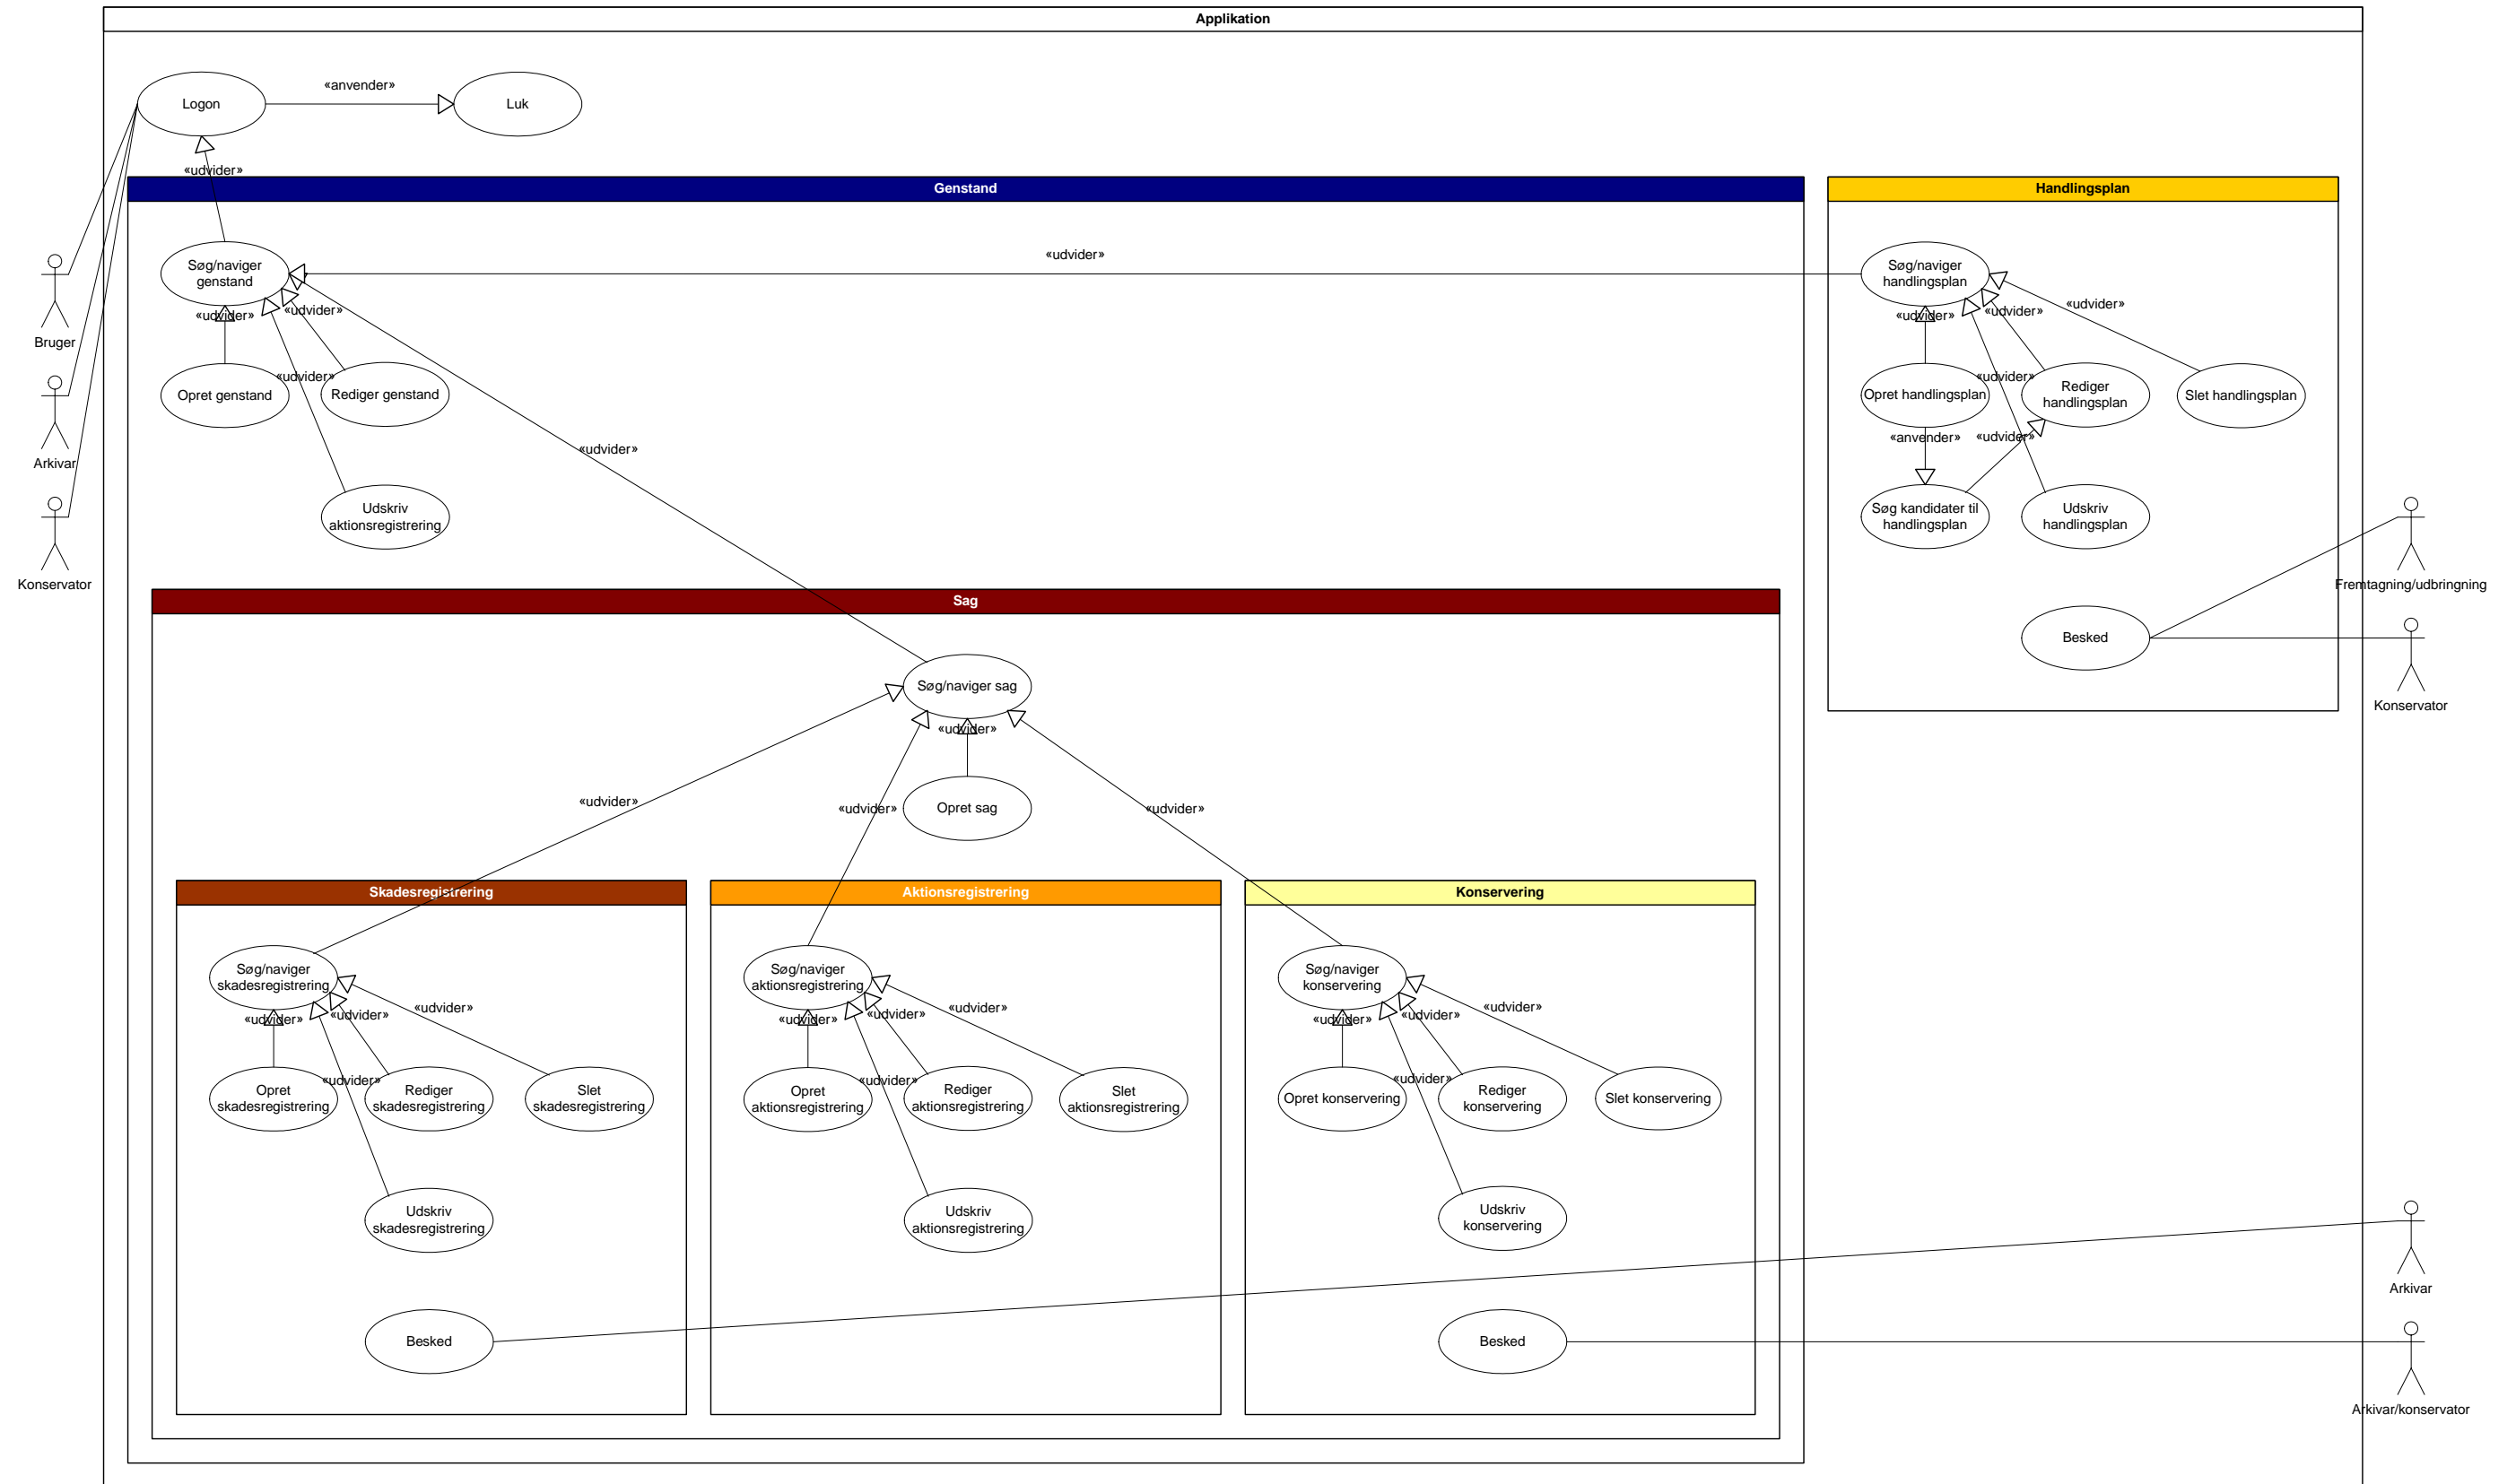 Applikation
«anvender»
Logon
Luk
«udvider»
Genstand
Handlingsplan
«udvider»
Søg/naviger
genstand
Søg/naviger
handlingsplan
«udvider»
«udvider»
«udvider»
«udvider»
«udvider»
Bruger
«udvider»
«udvider»
Opret genstand
Rediger genstand
Opret handlingsplan
Rediger
handlingsplan
Slet handlingsplan
«anvender»
«udvider»
«udvider»
Arkivar
Udskriv
aktionsregistrering
Søg kandidater til
handlingsplan
Udskriv
handlingsplan
Konservator
Fremtagning/udbringning
Sag
Besked
Søg/naviger sag
Konservator
«udvider»
«udvider»
«udvider»
Opret sag
«udvider»
Skadesregistrering
Aktionsregistrering
Konservering
Søg/naviger
skadesregistrering
Søg/naviger
aktionsregistrering
Søg/naviger
konservering
«udvider»
«udvider»
«udvider»
«udvider»
«udvider»
«udvider»
«udvider»
«udvider»
«udvider»
«udvider»
«udvider»
«udvider»
Opret
skadesregistrering
Rediger
skadesregistrering
Slet
skadesregistrering
Opret
aktionsregistrering
Rediger
aktionsregistrering
Slet
aktionsregistrering
Opret konservering
Rediger
konservering
Slet konservering
Udskriv
skadesregistrering
Udskriv
aktionsregistrering
Udskriv
konservering
Arkivar
Besked
Besked
Arkivar/konservator